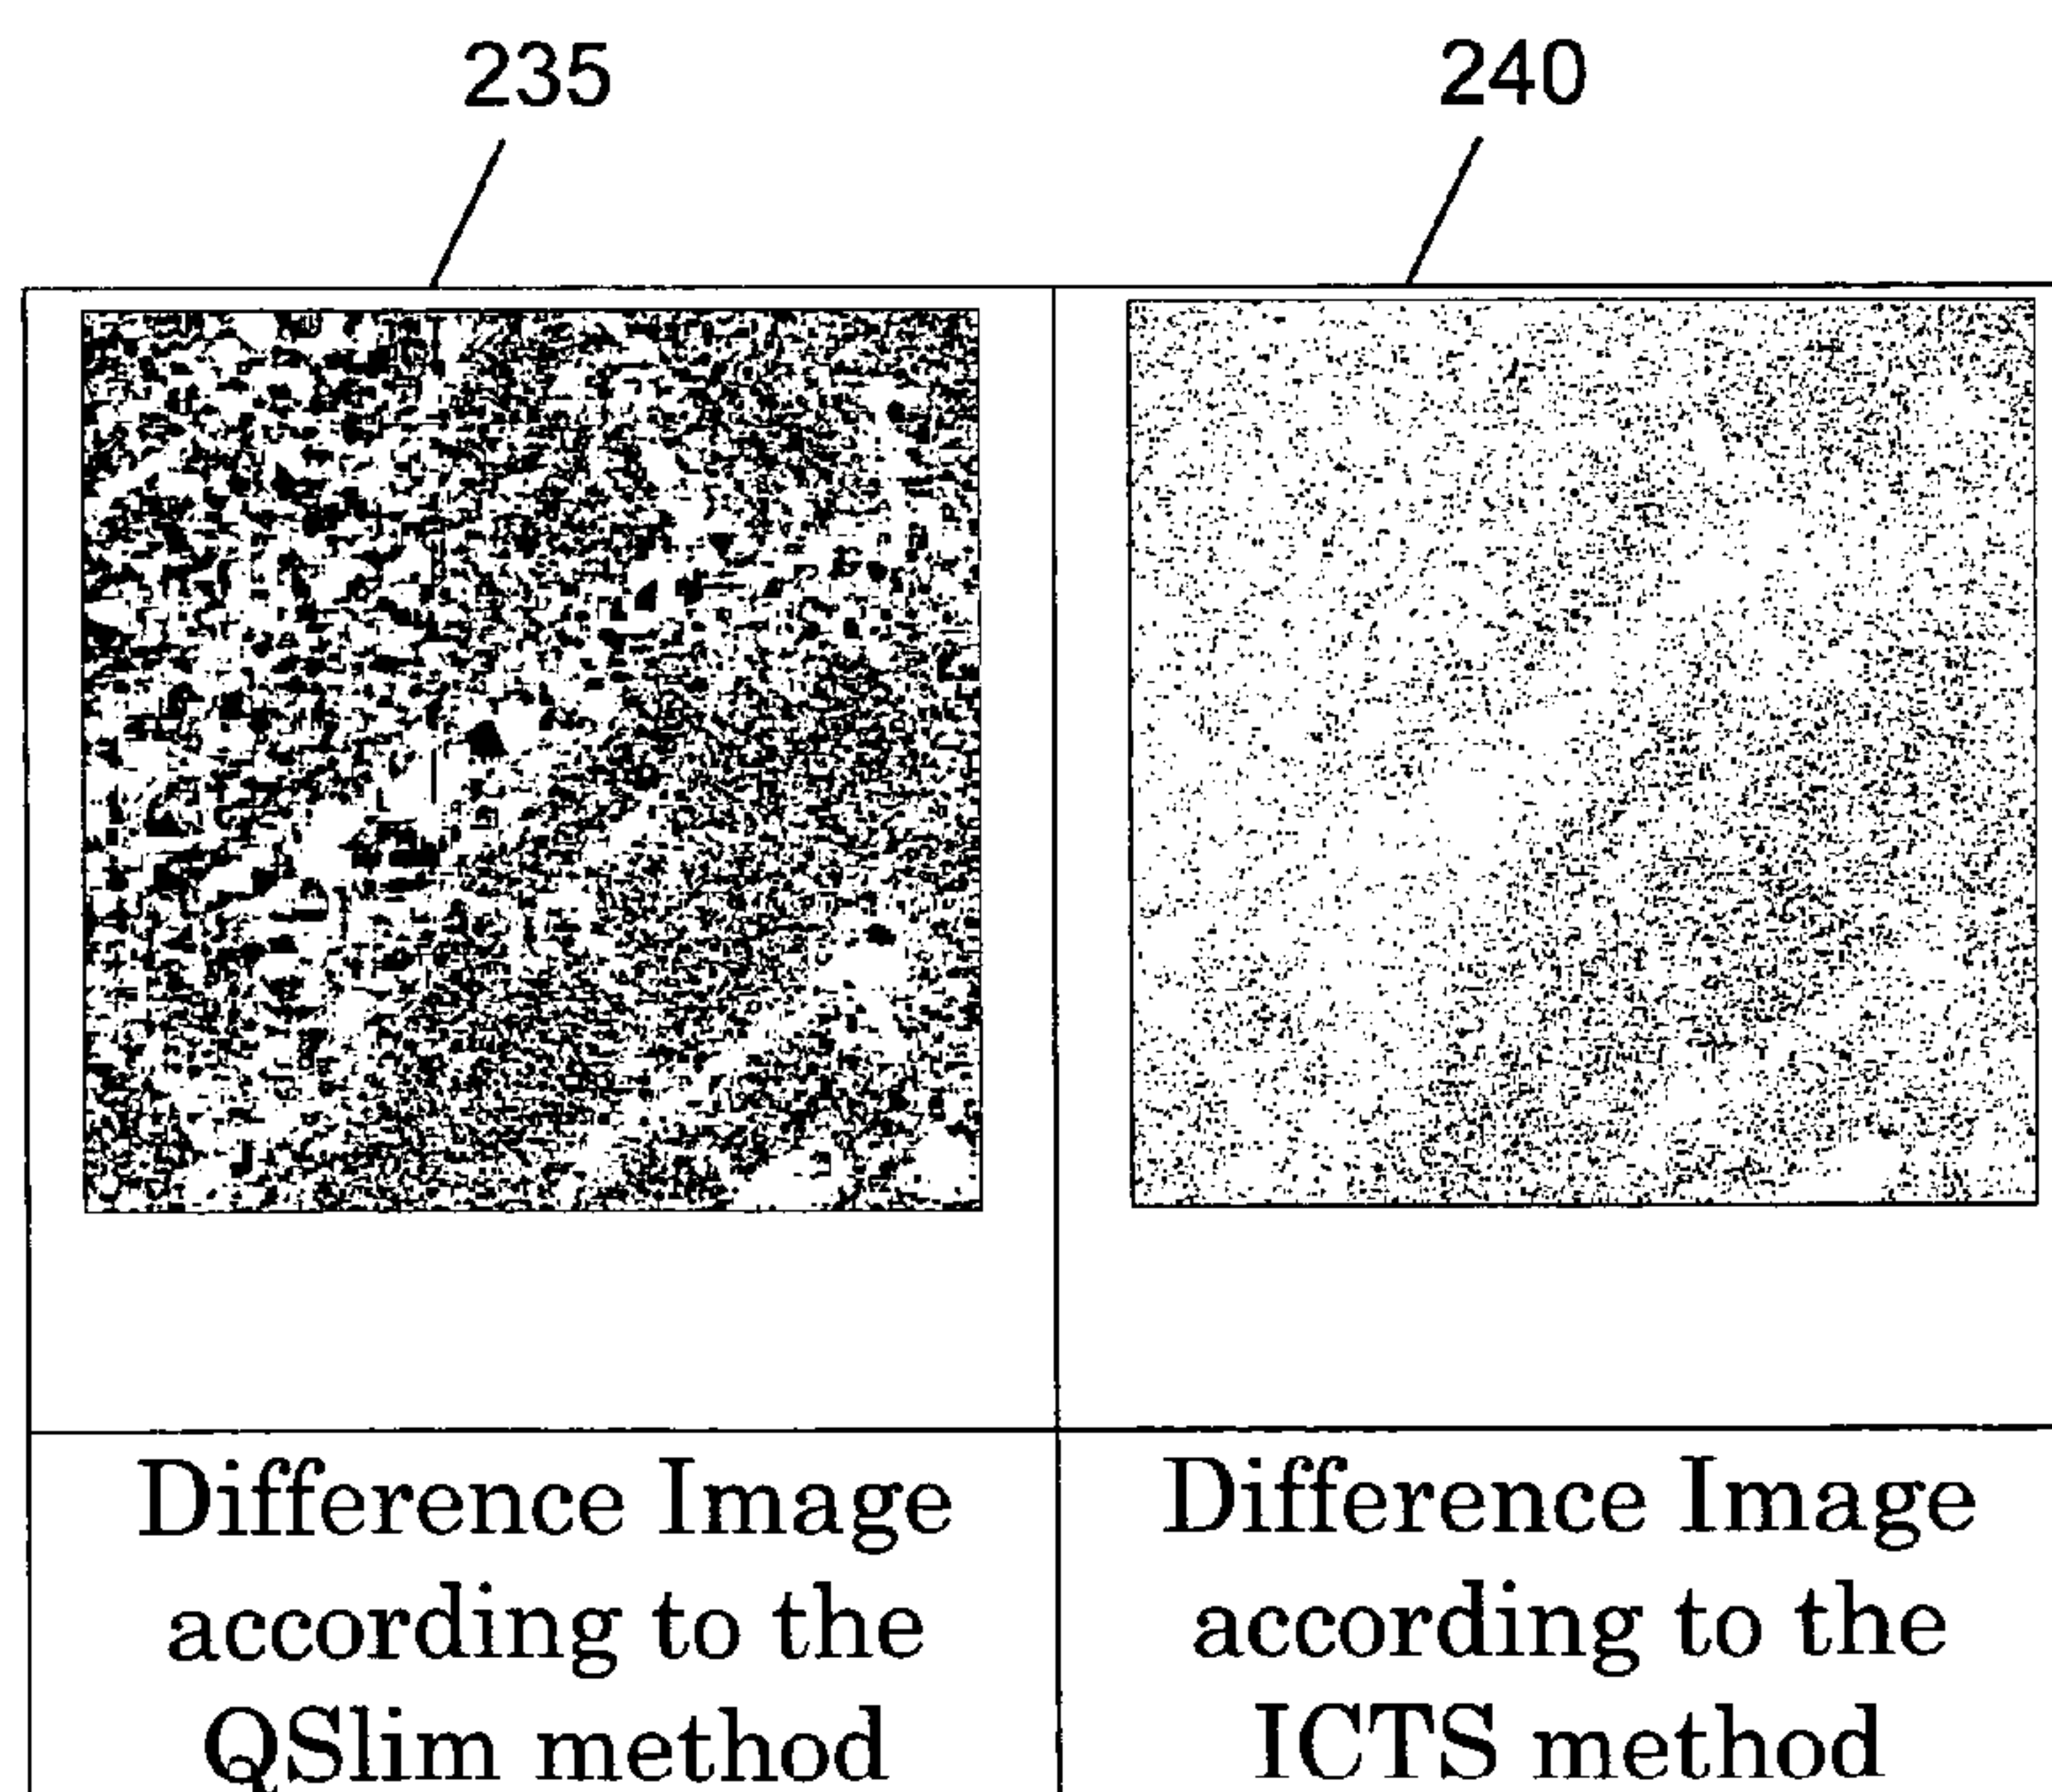 235
240
Difference Image
according to the
QSlim method
Difference Image
according to the
ICTS method